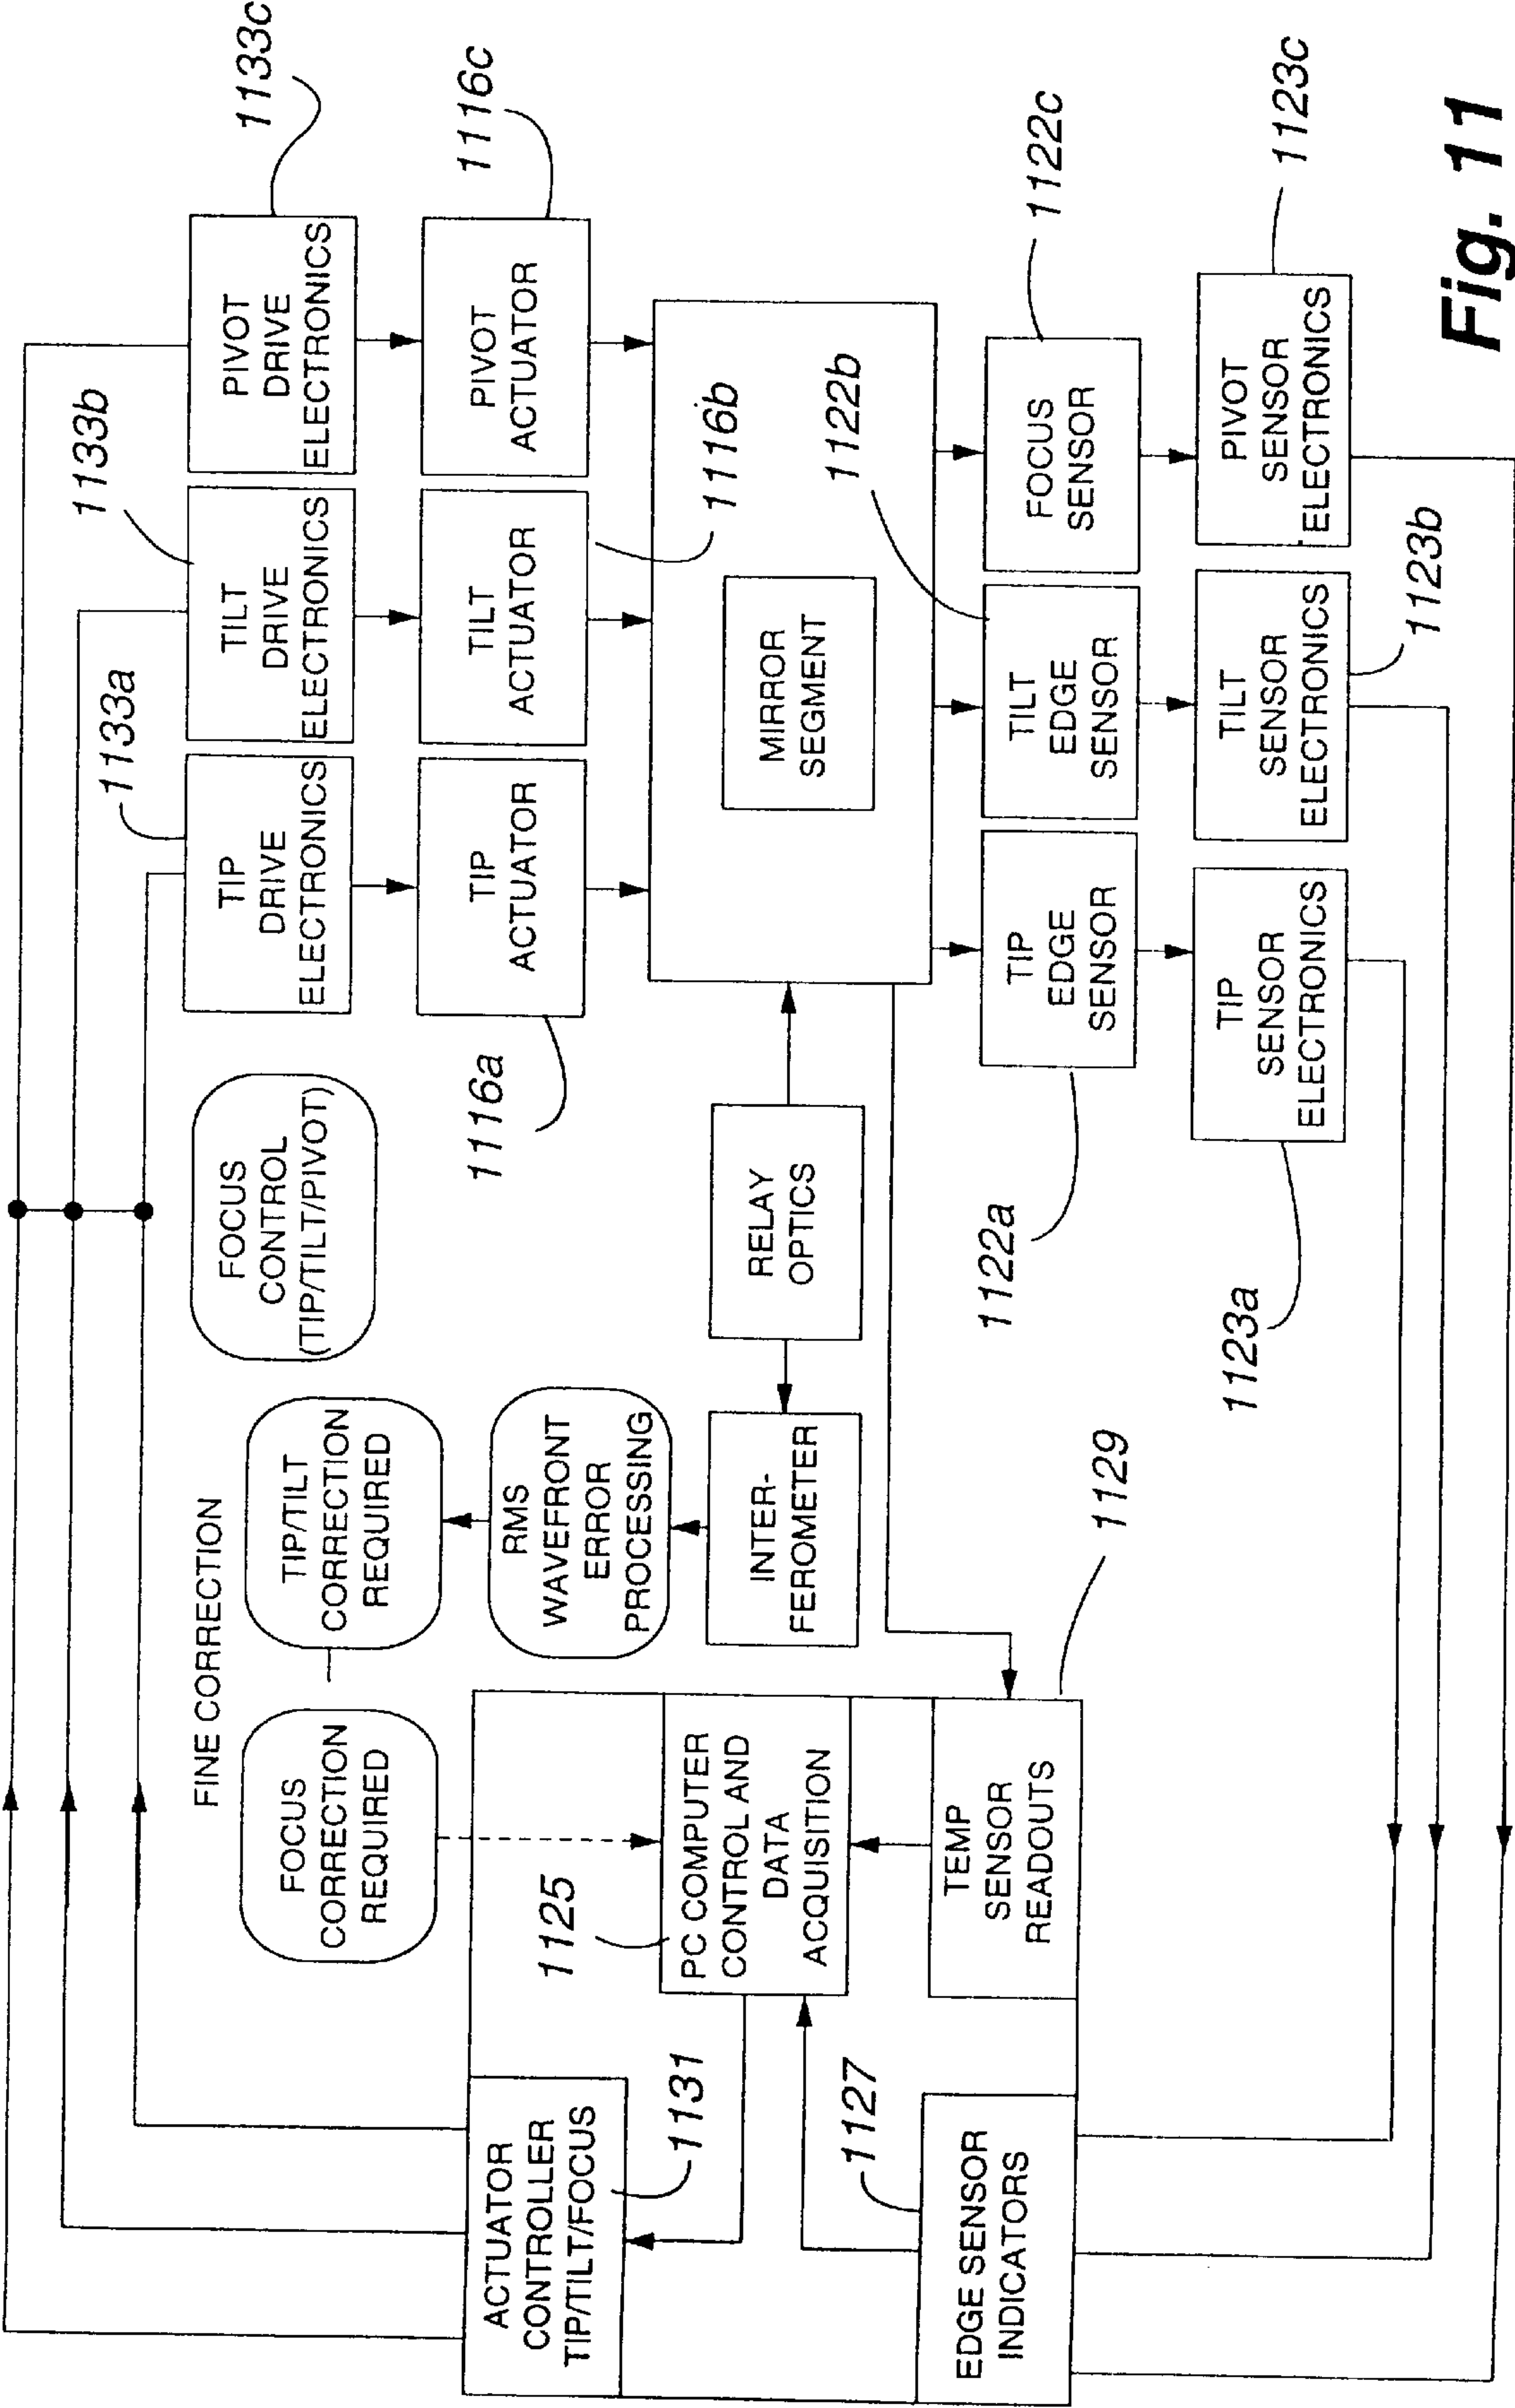 1133c
1133b
1133a
PIVOT
DRIVE
ELECTRONICS
TILT
DRIVE
ELECTRONICS
TIP
DRIVE
ELECTRONICS
1116c
PIVOT
ACTUATOR
TILT
ACTUATOR
TIP
ACTUATOR
1116b
1116a
FOCUS
CONTROL
(TIP/TILT/PIVOT)
FINE CORRECTION
TIP/TILT
CORRECTION
REQUIRED
FOCUS
CORRECTION
REQUIRED
RMS
WAVEFRONT
ERROR
PROCESSING
INTER-
FEROMETER
RELAY
OPTICS
MIRROR
SEGMENT
1122b
1122c
1122a
FOCUS
SENSOR
TILT
EDGE
SENSOR
TIP
EDGE
SENSOR
PIVOT
SENSOR
ELECTRONICS
TILT
SENSOR
ELECTRONICS
TIP
SENSOR
ELECTRONICS
1123c
1123b
1123a
ACTUATOR
CONTROLLER
TIP/TILT/FOCUS
1131
1125
PC COMPUTER
CONTROL AND
DATA
ACQUISITION
1127
EDGE SENSOR
INDICATORS
TEMP
SENSOR
READOUTS
1129
Fig. 11